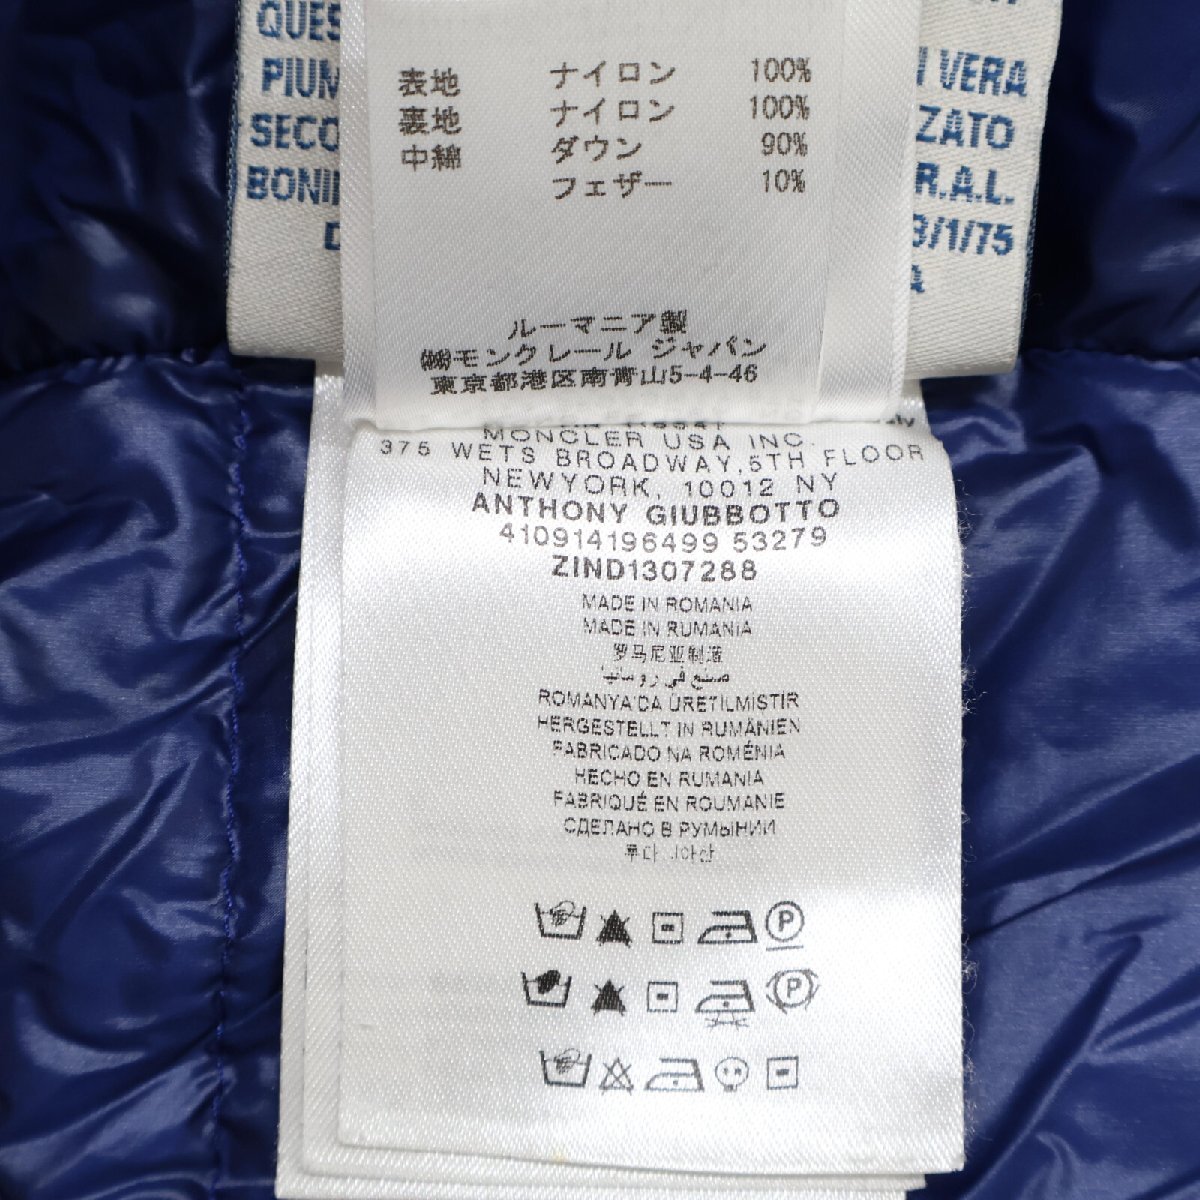 QUES
PIUM
SECO
BONI
I VERA
ZATO
R.A.L.
3/1/75
A
表地 ナイロン 100%
裏地 ナイロン 100%
中綿 ダウン 90%
フェザー 10%
ルーマニア製
㈱モンクレール ジャパン
東京都港区南青山5-4-46
MONCLER USA INC.
375 WETS BROADWAY,5TH FLOOR
NEWYORK, 10012 NY
ANTHONY GIUBBOTTO
410914196499 53279
ZIND1307288
MADE IN ROMANIA
MADE IN RUMANIA
罗马尼亚制造
صنع في رومانيا
ROMANYA'DA ÜRETILMİSTIR
HERGESTELLT IN RUMÄNIEN
FABRICADO NA ROMÉNIA
HECHO EN RUMANIA
FABRIQUÉ EN ROUMANIE
СДЕЛАНО В РУМЫНИИ
P
P